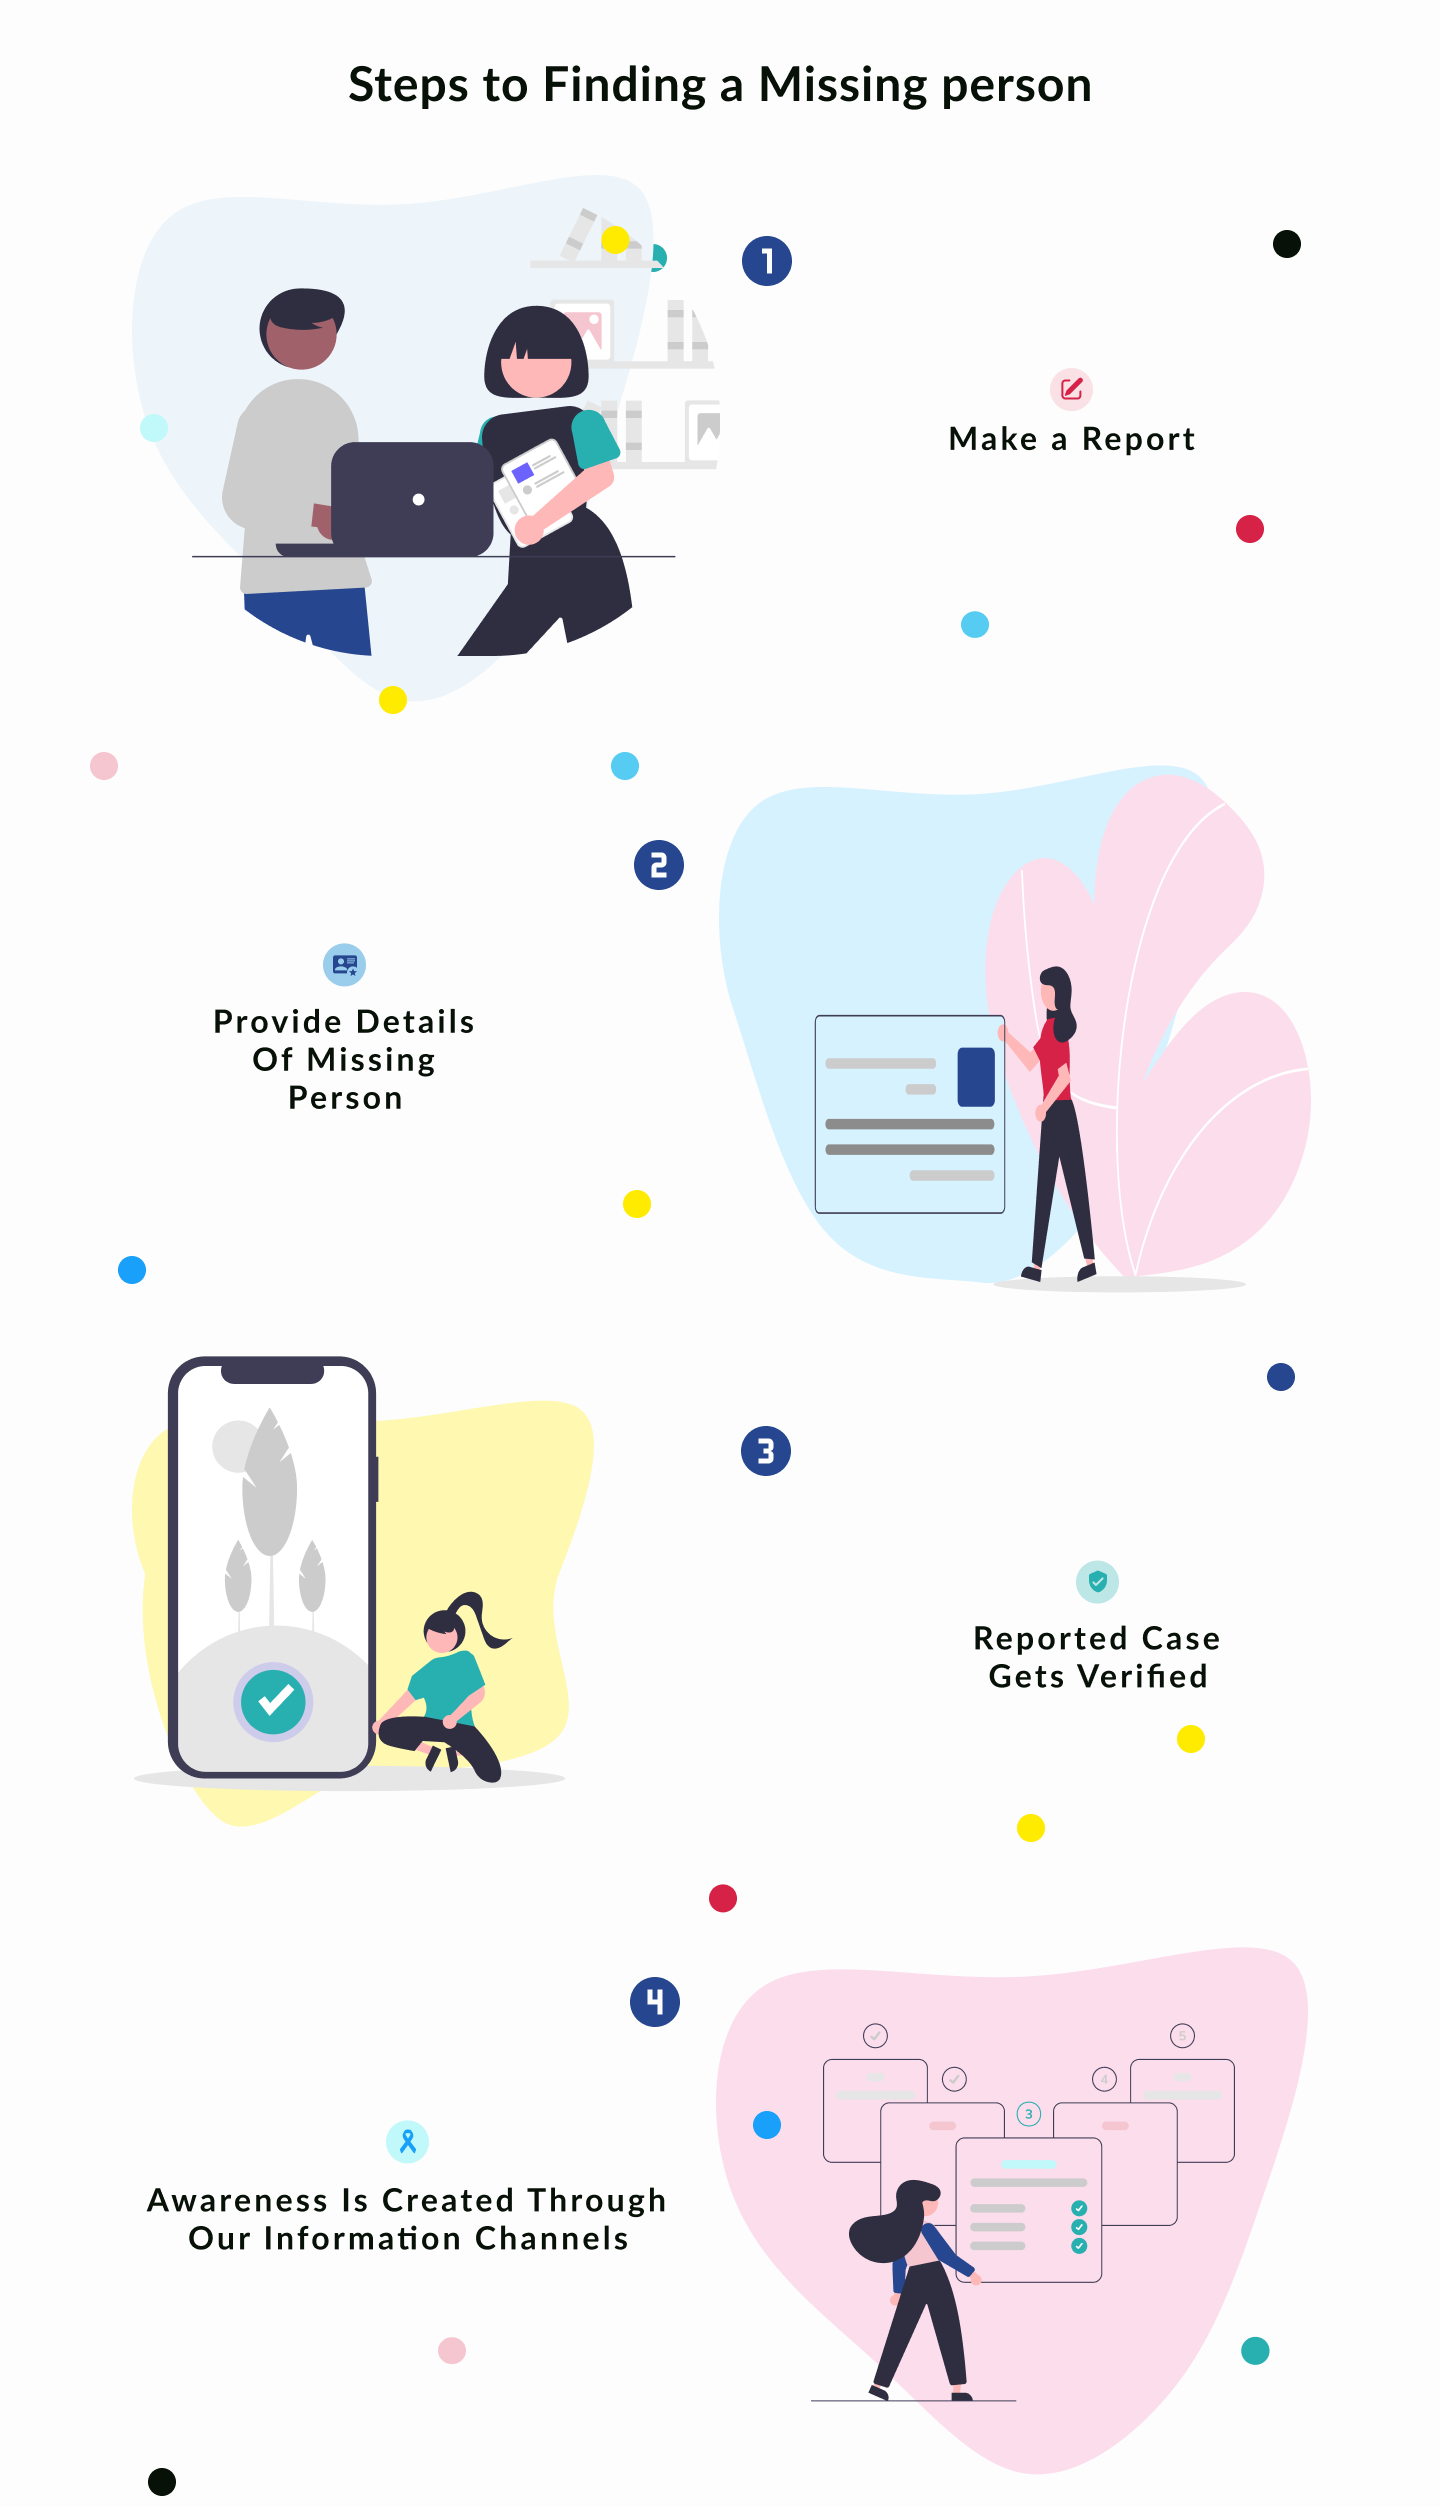 Steps to Finding a Missing person
1
Make a Report
2
Provide Details
Of Missing
Person
3
Reported Case
Gets Verified
4
5
4
3
Awareness Is Created Through
Our Information Channels